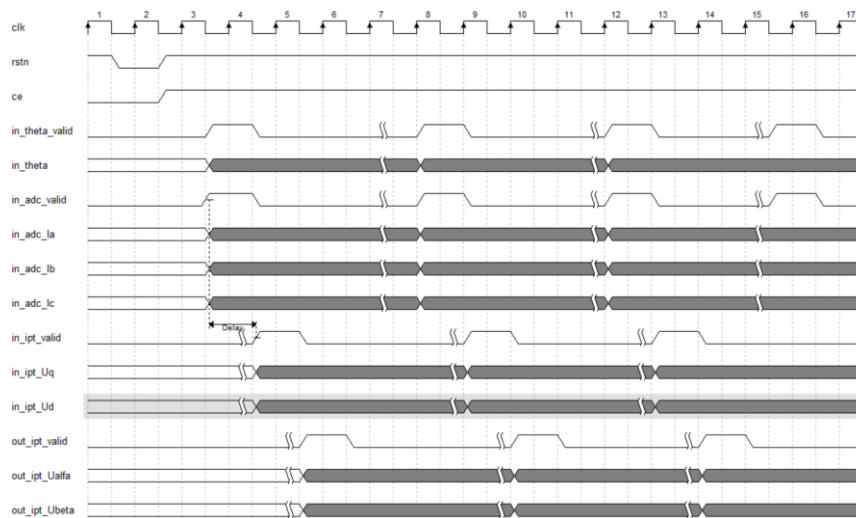 1 2 3 4 5 6 7 8 9 10 11 12 13 14 15 16 17
clk
rstn
ce
in_theta_valid
in_theta
in_adc_valid
in_adc_Ia
in_adc_Ib
in_adc_Ic
Delay
in_ipt_valid
in_ipt_Uq
in_ipt_Ud
out_ipt_valid
out_ipt_Ualfa
out_ipt_Ubeta